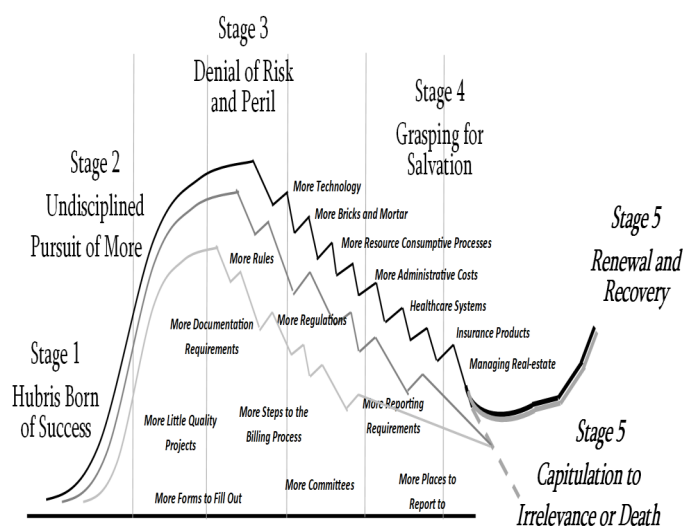 Stage 3
Denial of Risk
and Peril
Stage 4
Grasping for
Salvation
Stage 2
Undisciplined
Pursuit of More
Stage 1
Hubris Born
of Success
Stage 5
Renewal and
Recovery
Stage 5
Capitulation to
Irrelevance or Death
More Technology
More Bricks and Mortar
More Resource Consumptive Processes
More Administrative Costs
Healthcare Systems
Insurance Products
Managing Real-estate
More Rules
More Regulations
More Documentation
Requirements
More Reporting
Requirements
More Little Quality
Projects
More Steps to the
Billing Process
More Committees
More Places to
Report to
More Forms to Fill Out